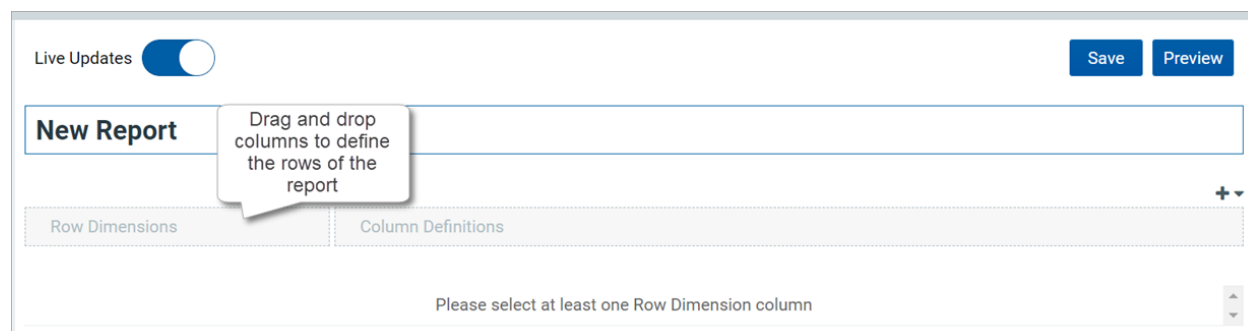 Live Updates
Save
Preview
New Report
Drag and drop
columns to define
the rows of the
report
Row Dimensions
Column Definitions
Please select at least one Row Dimension column